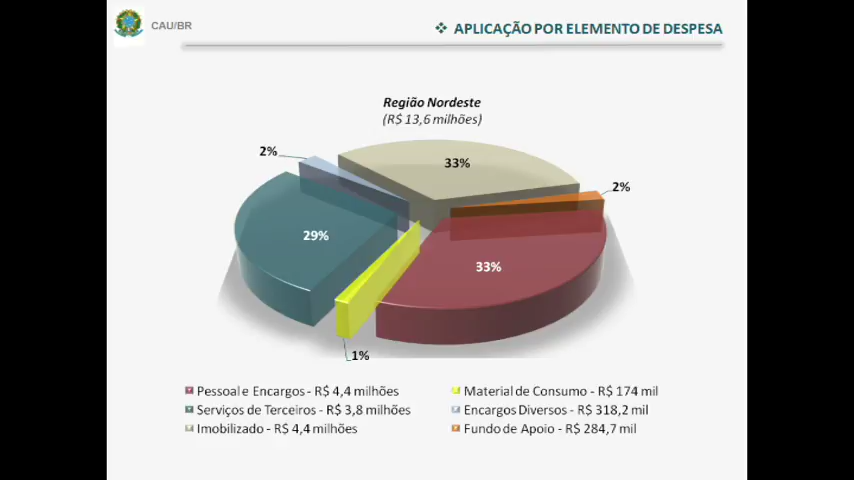 CAU/BR
❖ APLICAÇÃO POR ELEMENTO DE DESPESA
Região Nordeste
(R$ 13,6 milhões)
2%
33%
2%
29%
33%
1%
Pessoal e Encargos - R$ 4,4 milhões
Material de Consumo - R$ 174 mil
Serviços de Terceiros - R$ 3,8 milhões
Encargos Diversos - R$ 318,2 mil
Imobilizado - R$ 4,4 milhões
Fundo de Apoio - R$ 284,7 mil